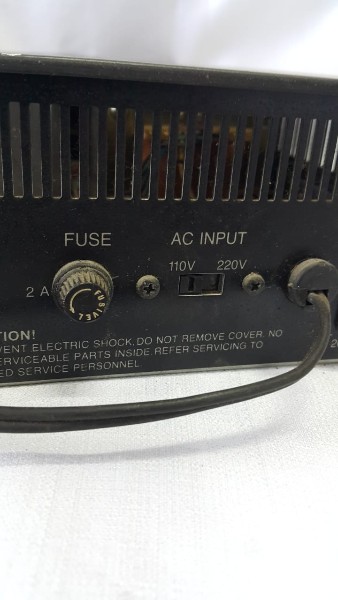 FUSE
AC INPUT
110V 220V
2 A
FUSIVEL
TION!
VENT ELECTRIC SHOCK. DO NOT REMOVE COVER. NO
ERVICEABLE PARTS INSIDE. REFER SERVICING TO
ED SERVICE PERSONNEL